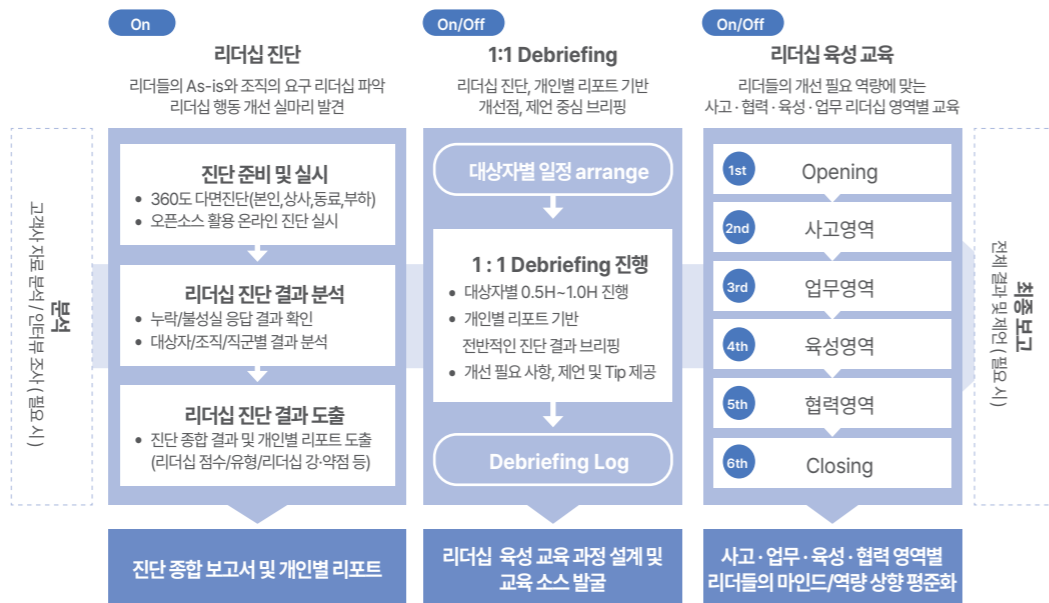 분석
고객사 자료 분석 / 인터뷰 조사 ( 필요 시 )
On
리더십 진단
리더들의 As-is와 조직의 요구 리더십 파악
리더십 행동 개선 실마리 발견
진단 준비 및 실시
• 360도 다면진단(본인,상사,동료,부하)
• 오픈소스 활용 온라인 진단 실시
리더십 진단 결과 분석
• 누락/불성실 응답 결과 확인
• 대상자/조직/직군별 결과 분석
리더십 진단 결과 도출
• 진단 종합 결과 및 개인별 리포트 도출
(리더십 점수/유형/리더십 강·약점 등)
진단 종합 보고서 및 개인별 리포트
On/Off
1:1 Debriefing
리더십 진단, 개인별 리포트 기반
개선점, 제언 중심 브리핑
대상자별 일정 arrange
1 : 1 Debriefing 진행
• 대상자별 0.5H~1.0H 진행
• 개인별 리포트 기반
전반적인 진단 결과 브리핑
• 개선 필요 사항, 제언 및 Tip 제공
Debriefing Log
리더십 육성 교육 과정 설계 및
교육 소스 발굴
On/Off
리더십 육성 교육
리더들의 개선 필요 역량에 맞는
사고 · 협력 · 육성 · 업무 리더십 영역별 교육
1st Opening
2nd 사고영역
3rd 업무영역
4th 육성영역
5th 협력영역
6th Closing
사고 · 업무 · 육성 · 협력 영역별
리더들의 마인드/역량 상향 평준화
최종 보고
전체 결과 및 제언 ( 필요 시 )